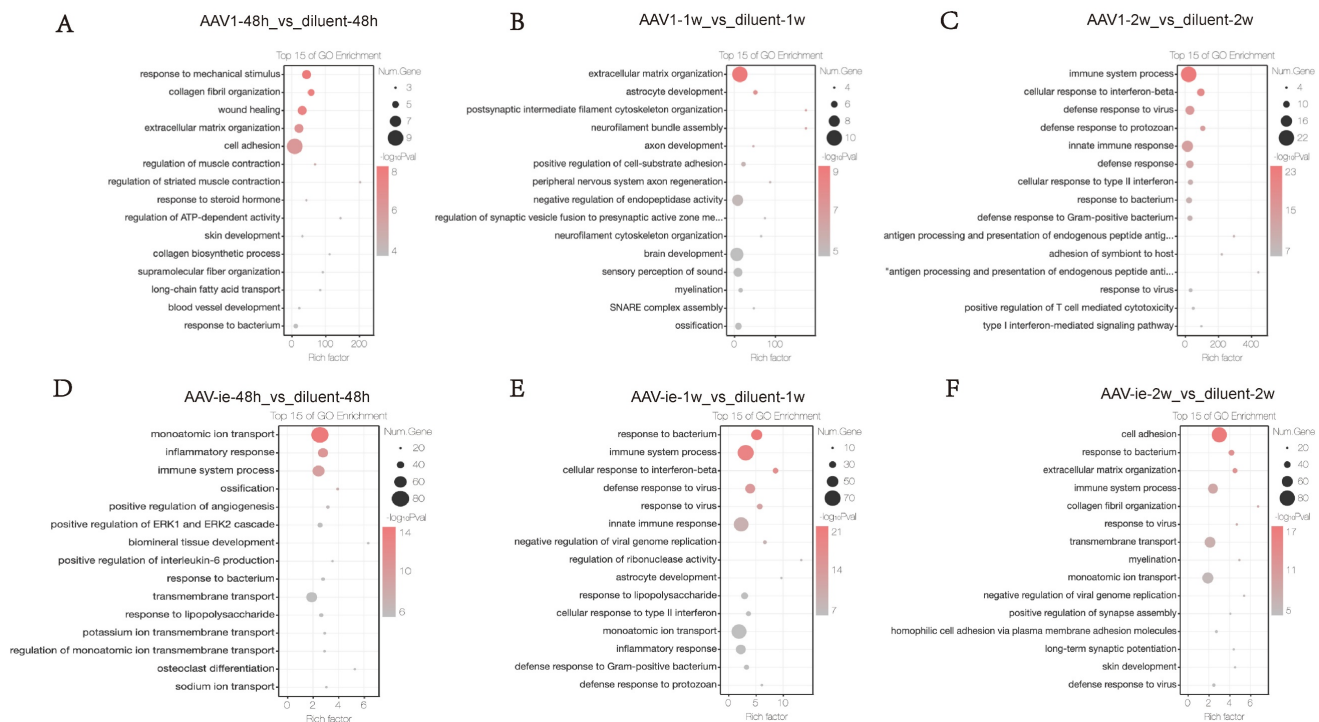 A
AAV1-48h_vs_diluent-48h
Top 15 of GO Enrichment
response to mechanical stimulus
collagen fibril organization
wound healing
extracellular matrix organization
cell adhesion
regulation of muscle contraction
regulation of striated muscle contraction
response to steroid hormone
regulation of ATP-dependent activity
skin development
collagen biosynthetic process
supramolecular fiber organization
long-chain fatty acid transport
blood vessel development
response to bacterium
0 100 200
Rich factor
Num.Gene
3
5
7
9
-log₁₀Pval
8
6
4
B
AAV1-1w_vs_diluent-1w
Top 15 of GO Enrichment
extracellular matrix organization
astrocyte development
postsynaptic intermediate filament cytoskeleton organization
neurofilament bundle assembly
axon development
positive regulation of cell-substrate adhesion
peripheral nervous system axon regeneration
negative regulation of endopeptidase activity
regulation of synaptic vesicle fusion to presynaptic active zone me...
neurofilament cytoskeleton organization
brain development
sensory perception of sound
myelination
SNARE complex assembly
ossification
0 100
Rich factor
Num.Gene
4
6
8
10
-log₁₀Pval
9
7
5
C
AAV1-2w_vs_diluent-2w
Top 15 of GO Enrichment
immune system process
cellular response to interferon-beta
defense response to virus
defense response to protozoan
innate immune response
defense response
cellular response to type II interferon
response to bacterium
defense response to Gram-positive bacterium
antigen processing and presentation of endogenous peptide antig...
adhesion of symbiont to host
"antigen processing and presentation of endogenous peptide anti...
response to virus
positive regulation of T cell mediated cytotoxicity
type I interferon-mediated signaling pathway
0 200 400
Rich factor
Num.Gene
4
10
16
22
-log₁₀Pval
23
15
7
D
AAV-ie-48h_vs_diluent-48h
Top 15 of GO Enrichment
monoatomic ion transport
inflammatory response
immune system process
ossification
positive regulation of angiogenesis
positive regulation of ERK1 and ERK2 cascade
biomineral tissue development
positive regulation of interleukin-6 production
response to bacterium
transmembrane transport
response to lipopolysaccharide
potassium ion transmembrane transport
regulation of monoatomic ion transmembrane transport
osteoclast differentiation
sodium ion transport
0 2 4 6
Rich factor
Num.Gene
20
40
60
80
-log₁₀Pval
14
10
6
E
AAV-ie-1w_vs_diluent-1w
Top 15 of GO Enrichment
response to bacterium
immune system process
cellular response to interferon-beta
defense response to virus
response to virus
innate immune response
negative regulation of viral genome replication
regulation of ribonuclease activity
astrocyte development
response to lipopolysaccharide
cellular response to type II interferon
monoatomic ion transport
inflammatory response
defense response to Gram-positive bacterium
defense response to protozoan
0 5 10
Rich factor
Num.Gene
10
30
50
70
-log₁₀Pval
21
14
7
F
AAV-ie-2w_vs_diluent-2w
Top 15 of GO Enrichment
cell adhesion
response to bacterium
extracellular matrix organization
immune system process
collagen fibril organization
response to virus
transmembrane transport
myelination
monoatomic ion transport
negative regulation of viral genome replication
positive regulation of synapse assembly
homophilic cell adhesion via plasma membrane adhesion molecules
long-term synaptic potentiation
skin development
defense response to virus
0 2 4 6
Rich factor
Num.Gene
20
40
60
80
-log₁₀Pval
17
11
5